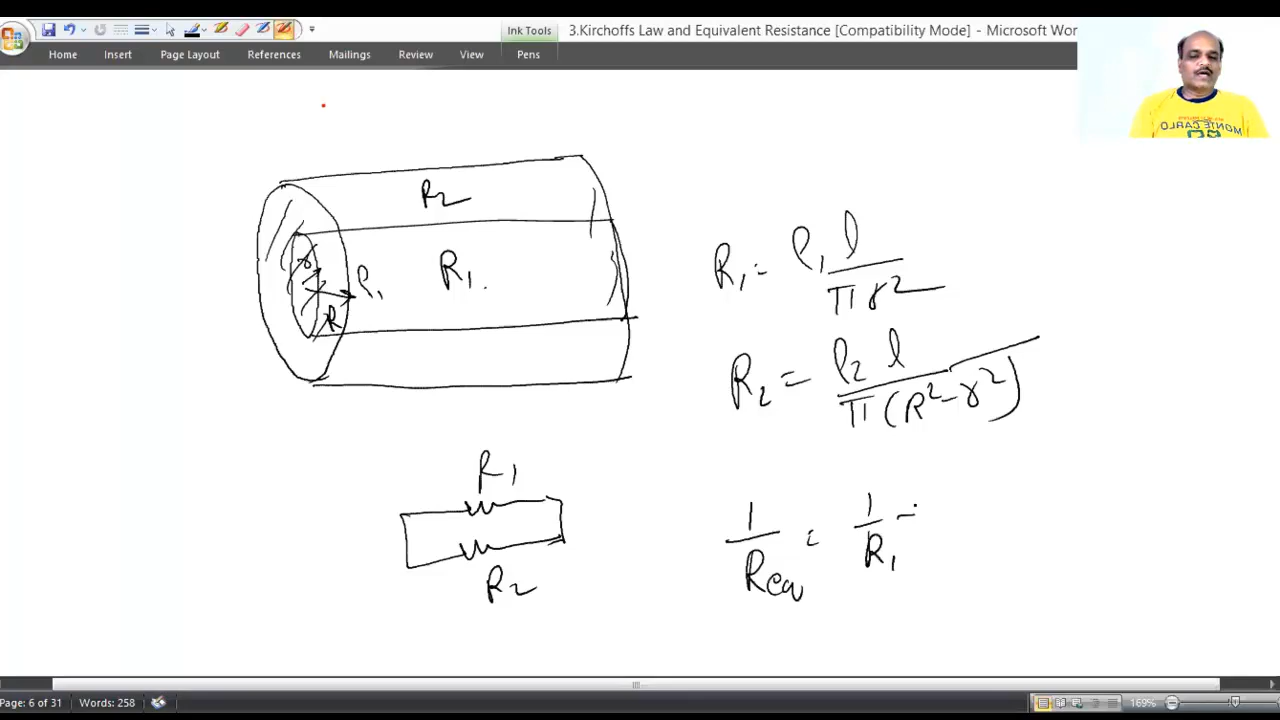 Ink Tools
3.Kirchoffs Law and Equivalent Resistance [Compatibility Mode] - Microsoft Wor
Home Insert Page Layout References Mailings Review View Pens
MONTE CARLO
R2
R1
r
ρ1
R
R1 = ρ1 l / πr²
R2 = ρ2 l / π(R²-r²)
R1
R2
1/Req = 1/R1 -
Page: 6 of 31 Words: 258 169%